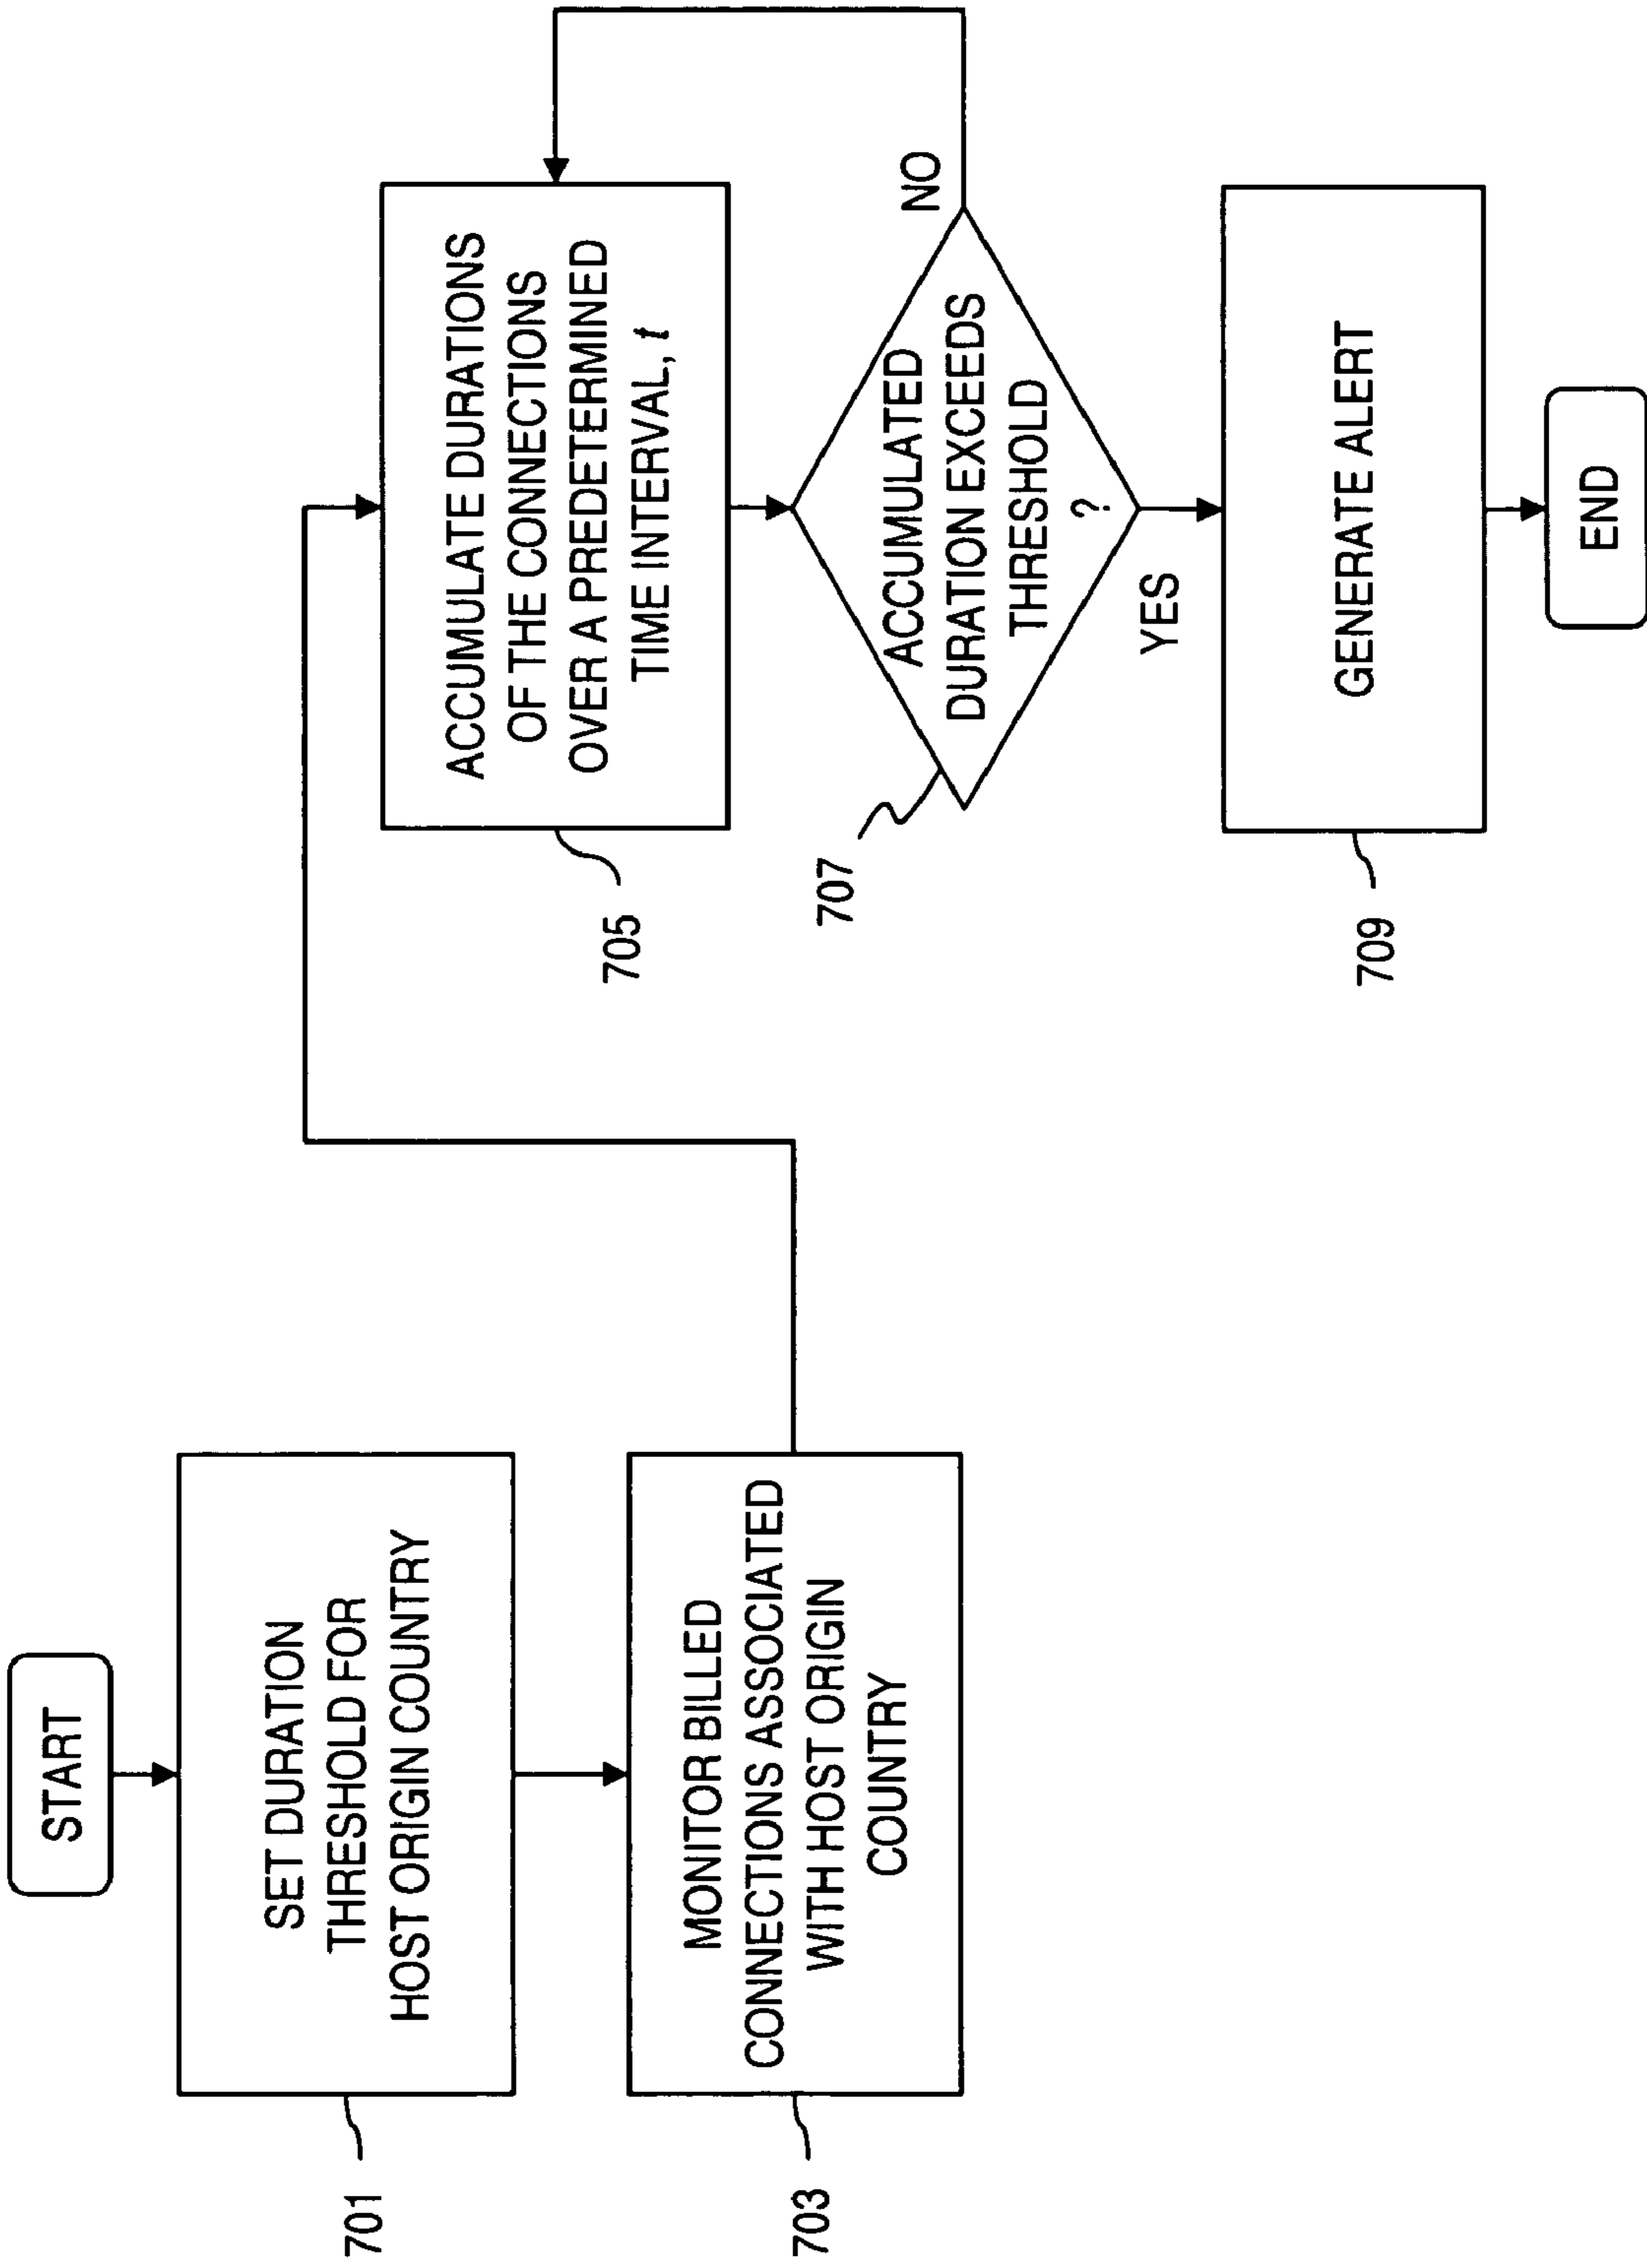 START
SET DURATION
THRESHOLD FOR
HOST ORIGIN COUNTRY
701
MONITOR BILLED
CONNECTIONS ASSOCIATED
WITH HOST ORIGIN
COUNTRY
703
ACCUMULATE DURATIONS
OF THE CONNECTIONS
OVER A PREDETERMINED
TIME INTERVAL, t
705
ACCUMULATED
DURATION EXCEEDS
THRESHOLD
?
707
NO
YES
GENERATE ALERT
709
END